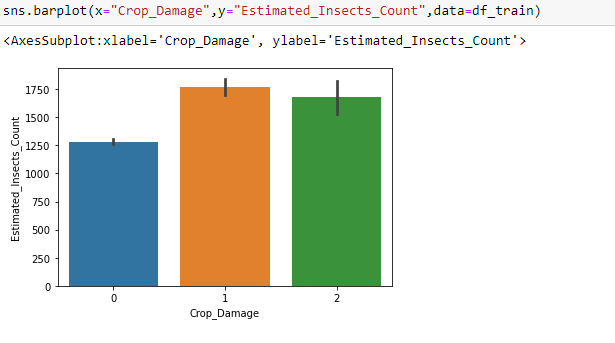 sns.barplot(x="Crop_Damage",y="Estimated_Insects_Count",data=df_train)
<AxesSubplot:xlabel='Crop_Damage', ylabel='Estimated_Insects_Count'>
Estimated_Insects_Count
1750
1500
1250
1000
750
500
250
0
0 1 2
Crop_Damage